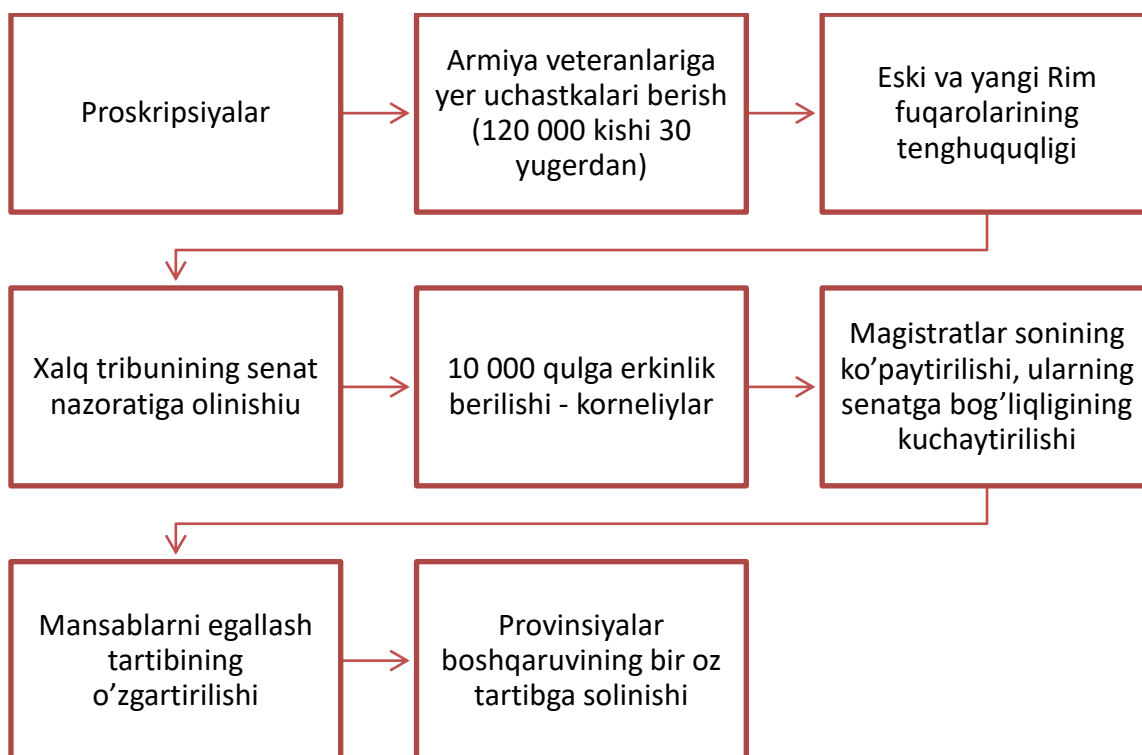 Proskripsiyalar
Armiya veteranlariga
yer uchastkalari berish
(120 000 kishi 30
yugerdan)
Eski va yangi Rim
fuqarolarining
tenghuquqligi
Xalq tribunining senat
nazoratiga olinishiu
10 000 qulga erkinlik
berilishi - korneliylar
Magistratlar sonining
ko’paytirilishi, ularning
senatga bog’liqligining
kuchaytirilishi
Mansablarni egallash
tartibining
o’zgartirilishi
Provinsiyalar
boshqaruvining bir oz
tartibga solinishi